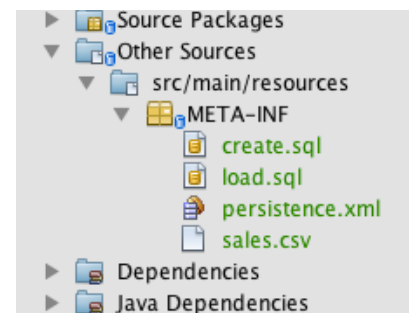 Source Packages
Other Sources
src/main/resources
META-INF
create.sql
load.sql
persistence.xml
sales.csv
Dependencies
Java Dependencies